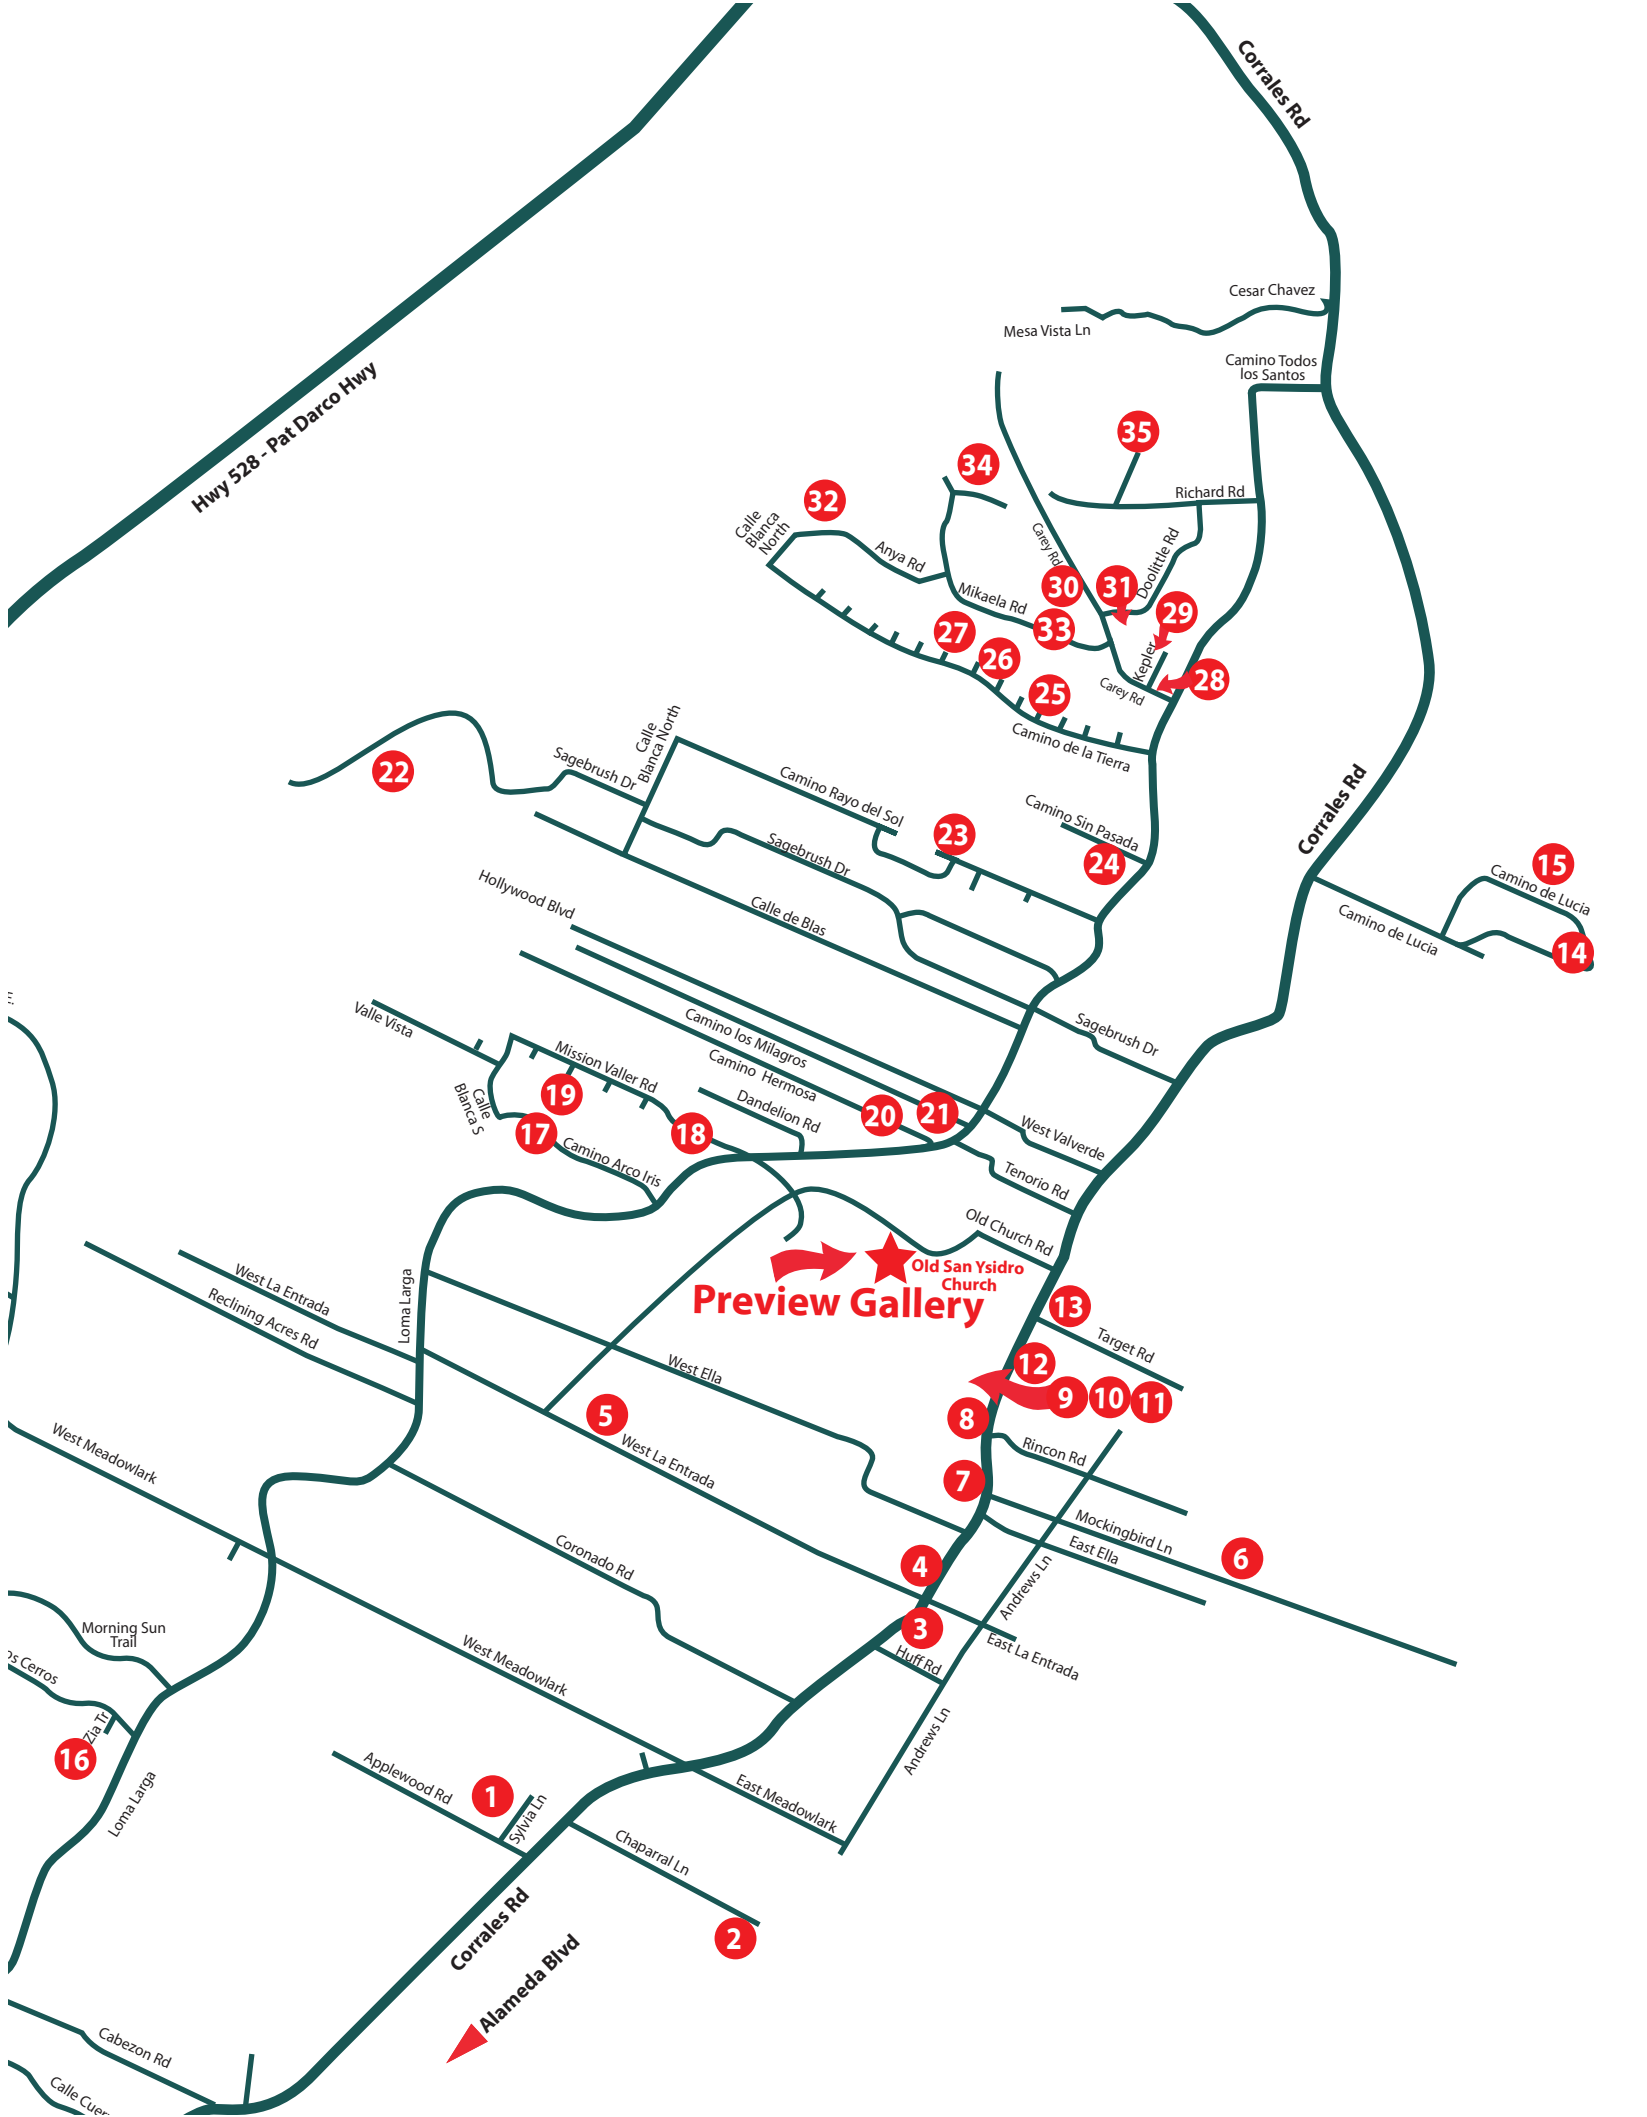 Corrales Rd
Cesar Chavez
Mesa Vista Ln
Camino Todos
los Santos
Hwy 528 - Pat Darco Hwy
35
34
Richard Rd
32
Calle
Blanca
North
Carey Rd
Anya Rd
Doolittle Rd
30
31
Mikaela Rd
29
33
27
26
Kepler
28
25
Carey Rd
Camino de la Tierra
Calle
Blanca North
Sagebrush Dr
22
Camino Rayo del Sol
Camino Sin Pasada
23
24
Corrales Rd
Sagebrush Dr
15
Camino de Lucia
Camino de Lucia
14
Hollywood Blvd
Calle de Blas
E.
Valle Vista
Camino los Milagros
Sagebrush Dr
Mission Valler Rd
Camino Hermosa
19
Calle
Blanca S
Dandelion Rd
20
21
17
18
West Valverde
Camino Arco Iris
Tenorio Rd
Old Church Rd
Old San Ysidro
Church
Preview Gallery
West La Entrada
Loma Larga
Reclining Acres Rd
13
Target Rd
12
West Ella
9
10
11
5
8
West Meadowlark
West La Entrada
Rincon Rd
7
Mockingbird Ln
Coronado Rd
East Ella
6
4
Andrews Ln
Morning Sun
Trail
3
East La Entrada
os Cerros
West Meadowlark
Huff Rd
Zia Tr
16
Andrews Ln
Applewood Rd
1
East Meadowlark
Loma Larga
Sylvia Ln
Chaparral Ln
Corrales Rd
2
Alameda Blvd
Cabezon Rd
Calle Cuer